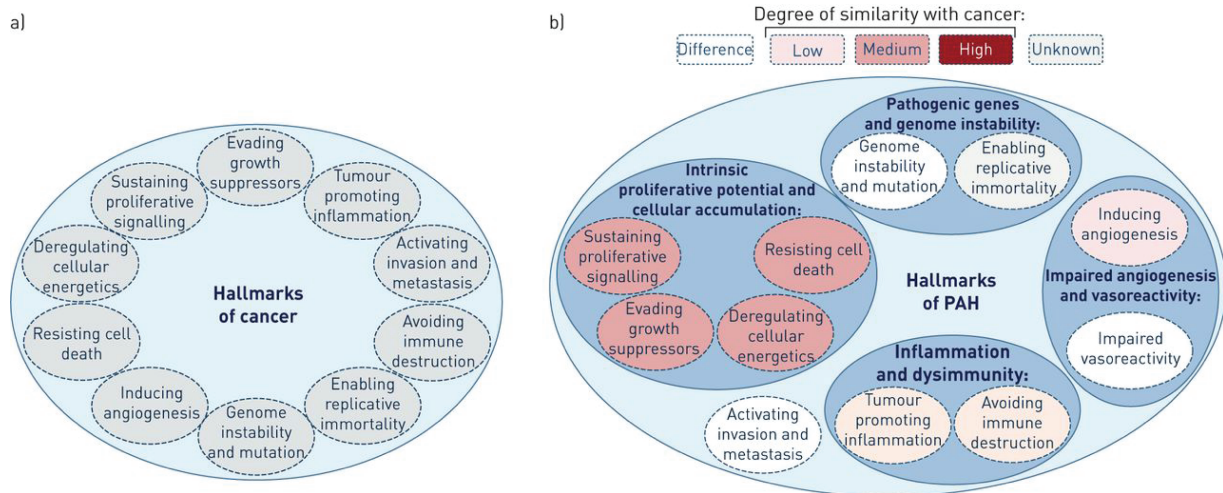 a)
Evading
growth
suppressors
Tumour
promoting
inflammation
Sustaining
proliferative
signalling
Activating
invasion and
metastasis
Deregulating
cellular
energetics
Hallmarks
of cancer
Avoiding
immune
destruction
Resisting cell
death
Enabling
replicative
immortality
Inducing
angiogenesis
Genome
instability
and mutation
b)
Degree of similarity with cancer:
Difference
Low
Medium
High
Unknown
Pathogenic genes
and genome instability:
Genome
instability
and mutation
Enabling
replicative
immortality
Intrinsic
proliferative potential and
cellular accumulation:
Sustaining
proliferative
signalling
Resisting cell
death
Evading
growth
suppressors
Deregulating
cellular
energetics
Hallmarks
of PAH
Inducing
angiogenesis
Impaired angiogenesis
and vasoreactivity:
Impaired
vasoreactivity
Inflammation
and dysimmunity:
Tumour
promoting
inflammation
Avoiding
immune
destruction
Activating
invasion and
metastasis